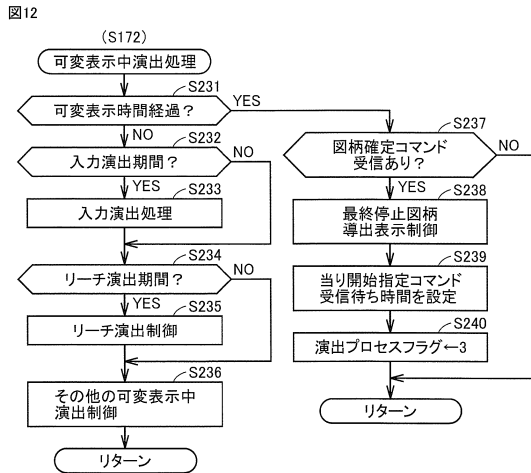 図12
(S172)
可変表示中演出処理
S231
可変表示時間経過?
YES
NO
S232
入力演出期間?
NO
YES
S233
入力演出処理
S234
リーチ演出期間?
NO
YES
S235
リーチ演出制御
S236
その他の可変表示中
演出制御
リターン
S237
図柄確定コマンド
受信あり?
NO
YES
S238
最終停止図柄
導出表示制御
S239
当り開始指定コマンド
受信待ち時間を設定
S240
演出プロセスフラグ←3
リターン